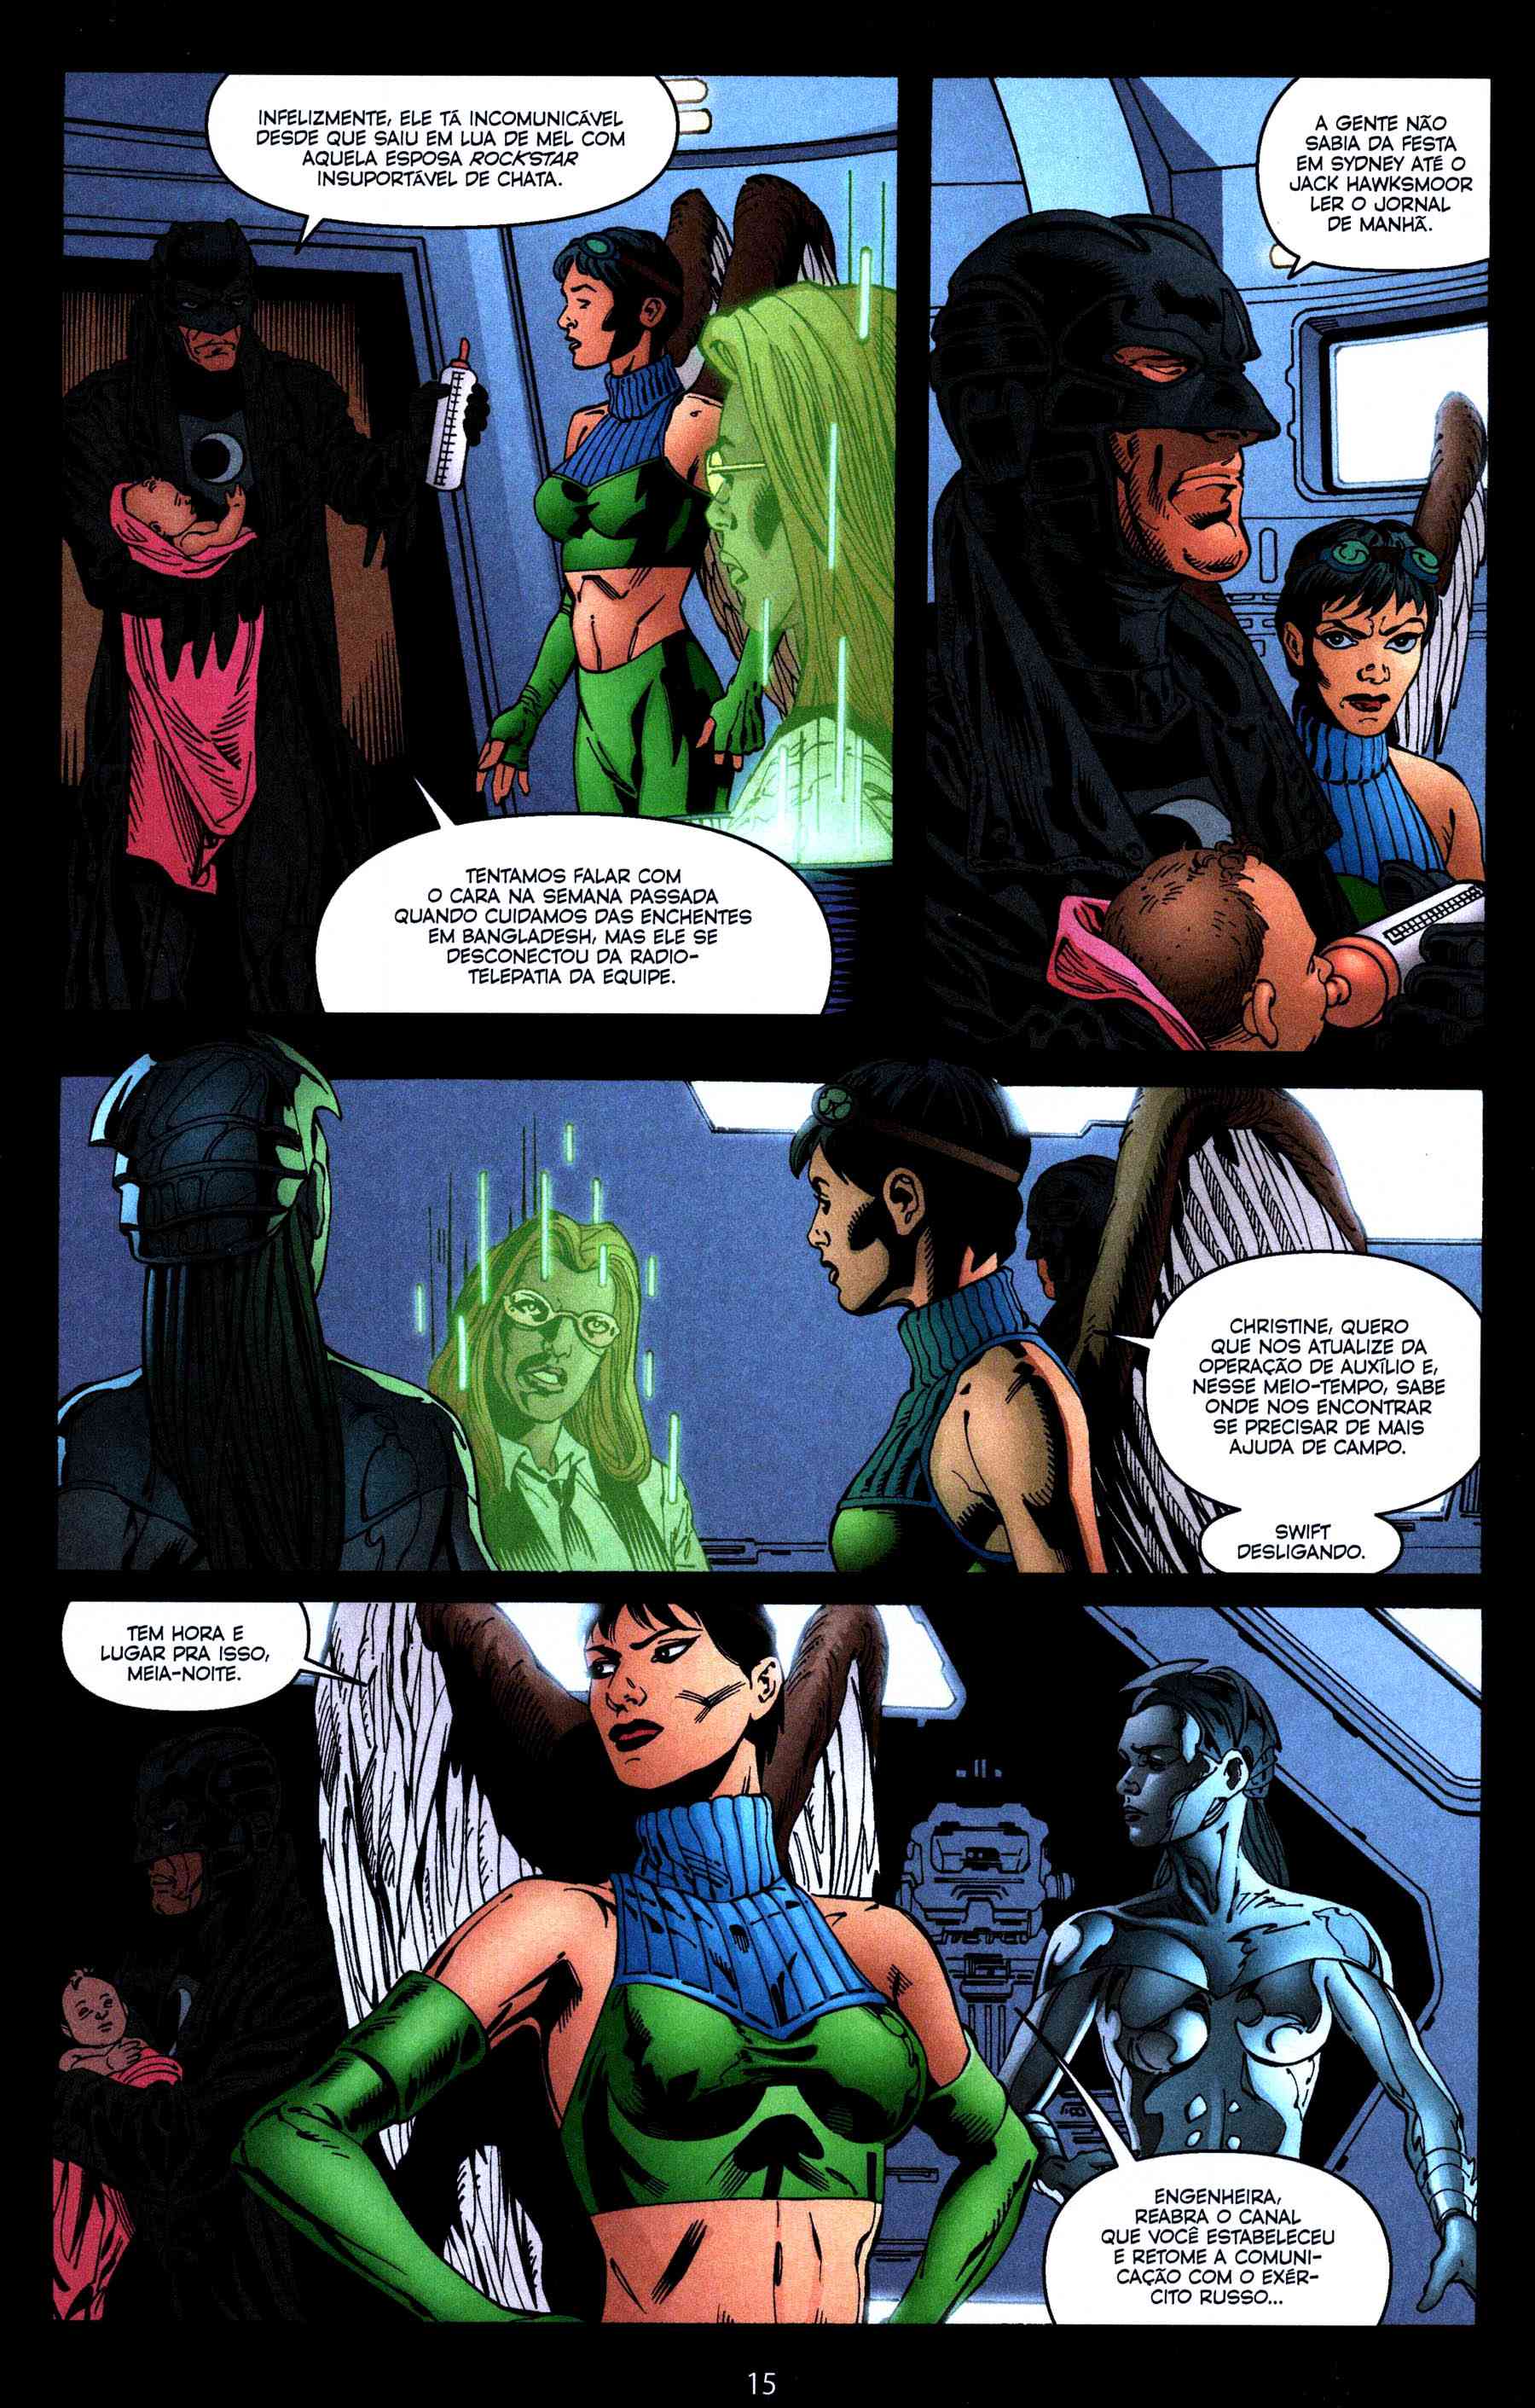 INFELIZMENTE, ELE TÁ INCOMUNICÁVEL
DESDE QUE SAIU EM LUA DE MEL COM
AQUELA ESPOSA ROCKSTAR
INSUPORTÁVEL DE CHATA.
TENTAMOS FALAR COM
O CARA NA SEMANA PASSADA
QUANDO CUIDAMOS DAS ENCHENTES
EM BANGLADESH, MAS ELE SE
DESCONECTOU DA RADIO-
TELEPATIA DA EQUIPE.
A GENTE NÃO
SABIA DA FESTA
EM SYDNEY ATÉ O
JACK HAWKSMOOR
LER O JORNAL
DE MANHÃ.
CHRISTINE, QUERO
QUE NOS ATUALIZE DA
OPERAÇÃO DE AUXÍLIO E,
NESSE MEIO-TEMPO, SABE
ONDE NOS ENCONTRAR
SE PRECISAR DE MAIS
AJUDA DE CAMPO.
SWIFT
DESLIGANDO.
TEM HORA E
LUGAR PRA ISSO,
MEIA-NOITE.
ENGENHEIRA,
REABRA O CANAL
QUE VOCÊ ESTABELECEU
E RETOME A COMUNI-
CAÇÃO COM O EXÉR-
CITO RUSSO...
15